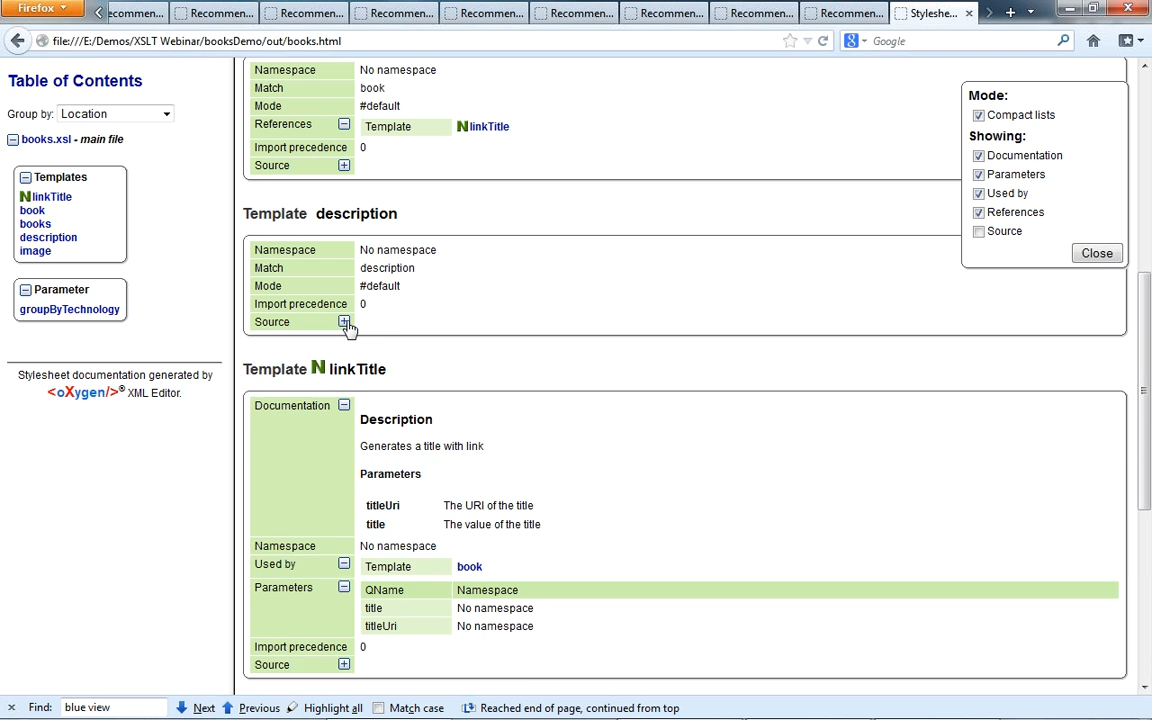 Firefox
ecommen...
Recommen...
Recommen...
Recommen...
Recommen...
Recommen...
Recommen...
Recommen...
Recommen...
Styleshe...
file:///E:/Demos/XSLT Webinar/booksDemo/out/books.html
Google
Table of Contents
Group by: Location
books.xsl - main file
Templates
N linkTitle
book
books
description
image
Parameter
groupByTechnology
Stylesheet documentation generated by
<oXygen/>® XML Editor.
Namespace No namespace
Match book
Mode #default
References Template N linkTitle
Import precedence 0
Source
Template description
Namespace No namespace
Match description
Mode #default
Import precedence 0
Source
Template N linkTitle
Documentation
Description
Generates a title with link
Parameters
titleUri The URI of the title
title The value of the title
Namespace No namespace
Used by Template book
Parameters QName Namespace
title No namespace
titleUri No namespace
Import precedence 0
Source
Mode:
Compact lists
Showing:
Documentation
Parameters
Used by
References
Source
Close
Find: blue view Next Previous Highlight all Match case Reached end of page, continued from top